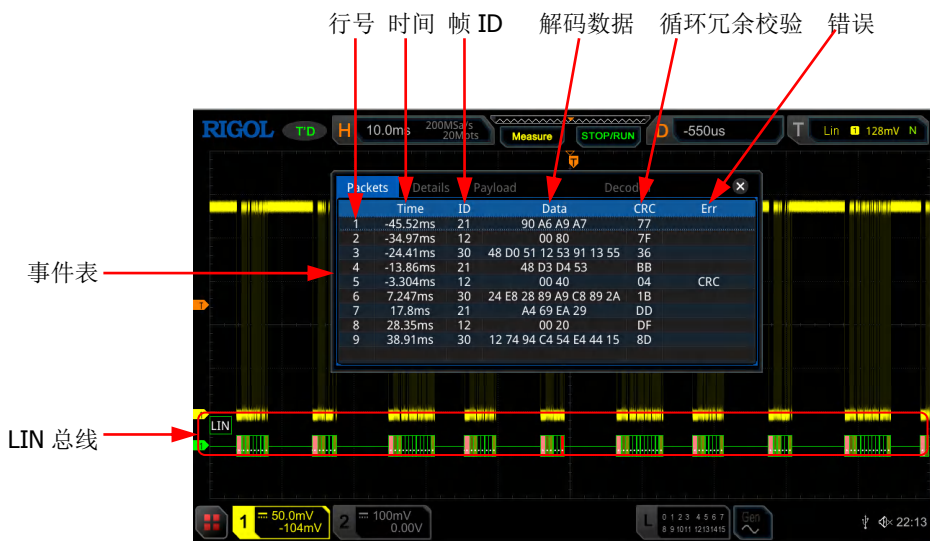 行号 时间 帧 ID 解码数据 循环冗余校验 错误
RIGOL T'D H 10.0ms 200MSa/s 20Mpts Measure STOP/RUN D -550us T Lin 1 128mV N
T
Packets Details Payload
Time ID Data CRC Err
1 -45.52ms 21 90 A6 A9 A7 77
2 -34.97ms 12 00 80 7F
3 -24.41ms 30 48 D0 51 12 53 91 13 55 36
4 -13.86ms 21 48 D3 D4 53 BB
事件表
5 -3.304ms 12 00 40 04 CRC
6 7.247ms 30 24 E8 28 89 A9 C8 89 2A 1B
T
7 17.8ms 21 A4 69 EA 29 DD
8 28.35ms 12 00 20 DF
9 38.91ms 30 12 74 94 C4 54 E4 44 15 8D
LIN
LIN 总线
1 50.0mV -104mV 2 100mV 0.00V L 0 1 2 3 4 5 6 7 Gen
8 9 1011 12131415 22:13